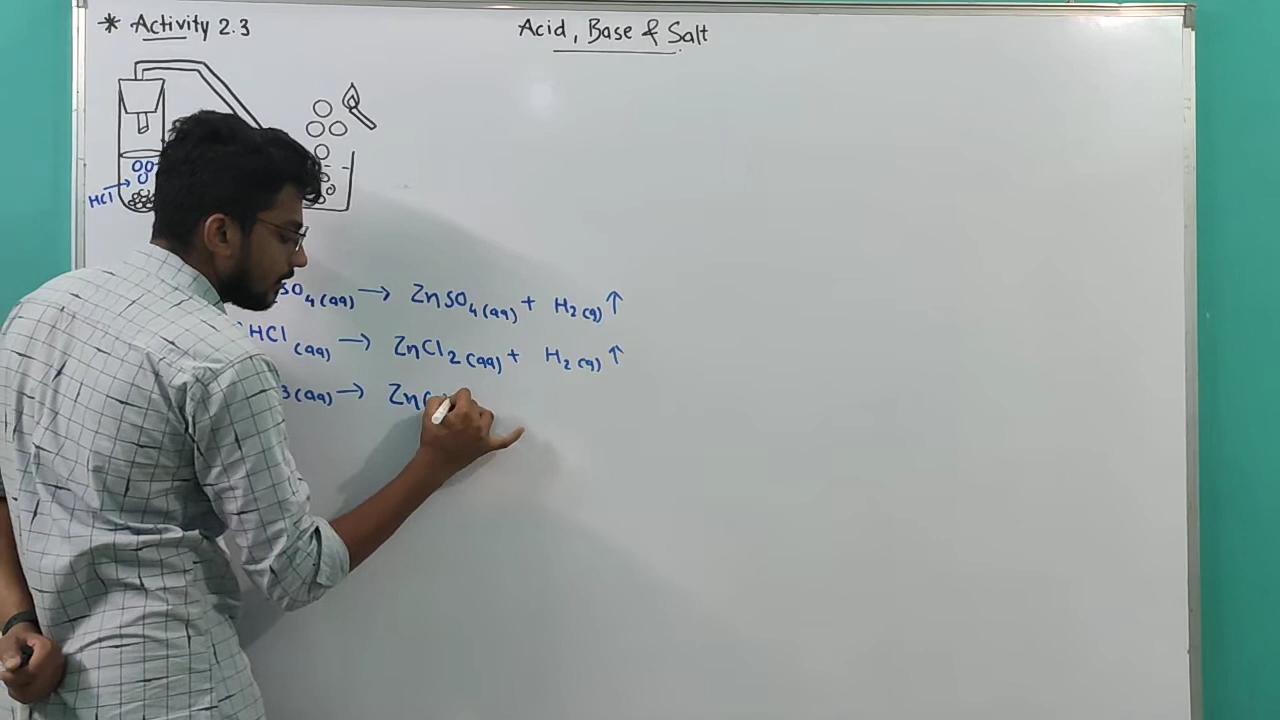 * Activity 2.3
Acid, Base & Salt
HCl
SO₄(aq) → ZnSO₄(aq) + H₂(g) ↑
HCl(aq) → ZnCl₂(aq) + H₂(g) ↑
₃(aq) → Zn(